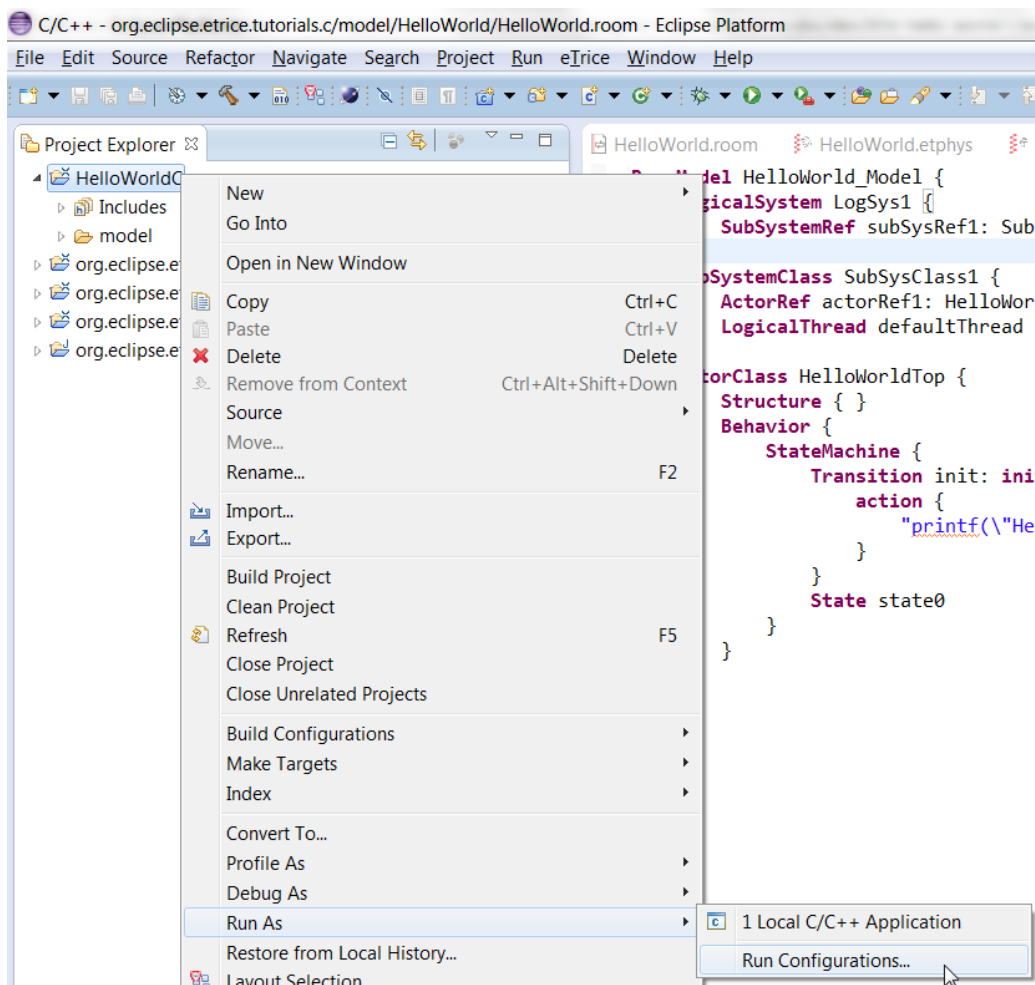 C/C++ - org.eclipse.etrice.tutorials.c/model/HelloWorld/HelloWorld.room - Eclipse Platform
File Edit Source Refactor Navigate Search Project Run eTrice Window Help
Project Explorer
HelloWorldC
Includes
model
org.eclipse.e
org.eclipse.e
org.eclipse.e
org.eclipse.e
New
Go Into
Open in New Window
Copy Ctrl+C
Paste Ctrl+V
Delete Delete
Remove from Context Ctrl+Alt+Shift+Down
Source
Move...
Rename... F2
Import...
Export...
Build Project
Clean Project
Refresh F5
Close Project
Close Unrelated Projects
Build Configurations
Make Targets
Index
Convert To...
Profile As
Debug As
Run As
Restore from Local History...
Layout Selection
1 Local C/C++ Application
Run Configurations...
HelloWorld.room HelloWorld.etphys
del HelloWorld_Model {
gicalSystem LogSys1 {
SubSystemRef subSysRef1: Sub
SystemClass SubSysClass1 {
ActorRef actorRef1: HelloWor
LogicalThread defaultThread
torClass HelloWorldTop {
Structure { }
Behavior {
StateMachine {
Transition init: ini
action {
"printf(\"He
}
}
State state0
}
}